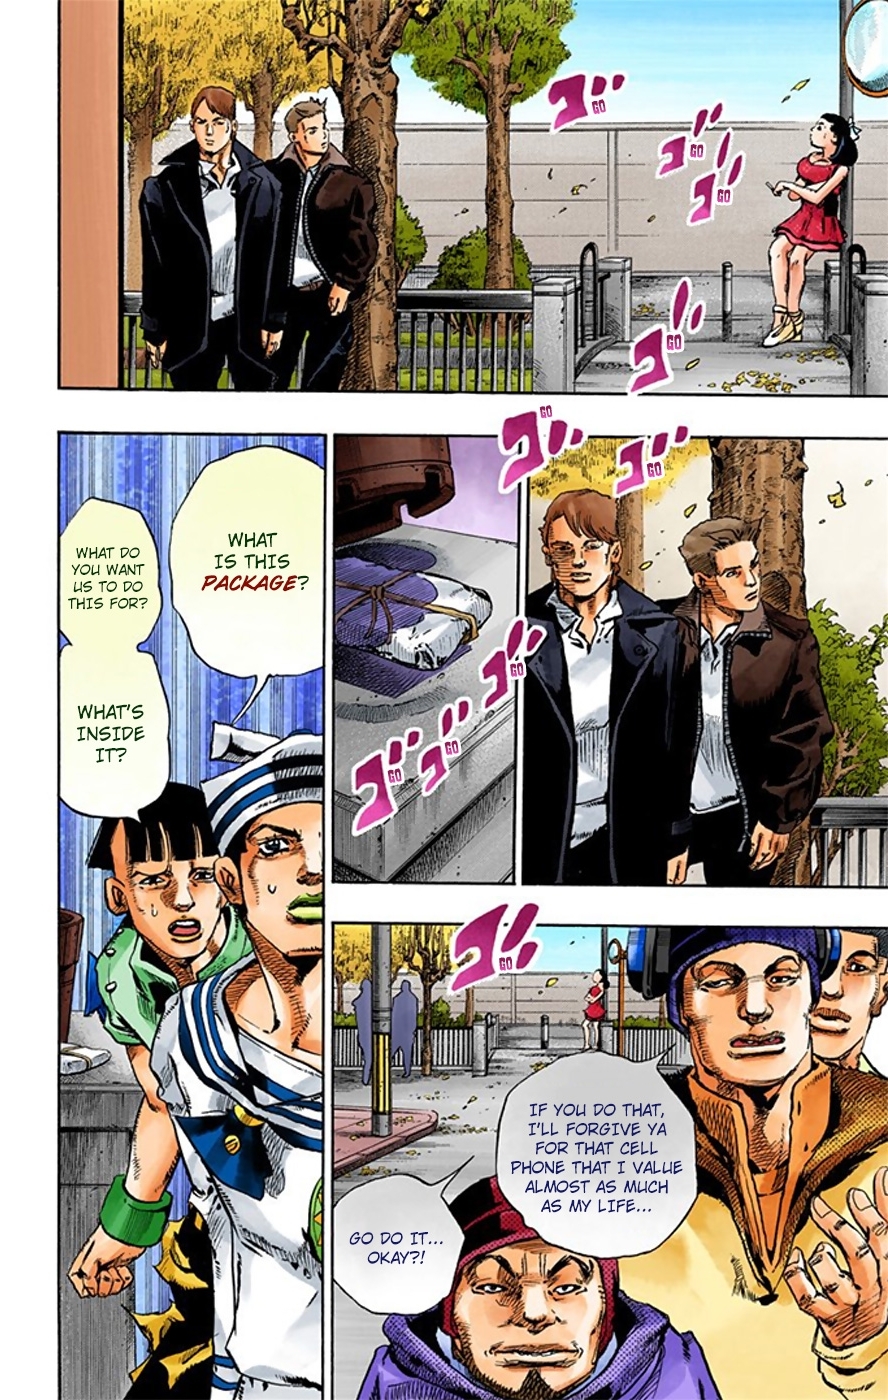 ゴ゛
GO
ゴ゛
GO
ゴ゛
GO
ゴ゛
GO
GO
ゴ゛
ゴ゛
GO
ゴ゛
GO
ゴ゛
GO
ゴ゛
GO
WHAT
IS THIS
PACKAGE?
WHAT DO
YOU WANT
US TO DO
THIS FOR?
WHAT'S
INSIDE
IT?
ゴ゛
GO
IF YOU DO THAT,
I'LL FORGIVE YA
FOR THAT CELL
PHONE THAT I VALUE
ALMOST AS MUCH
AS MY LIFE...
GO DO IT...
OKAY?!